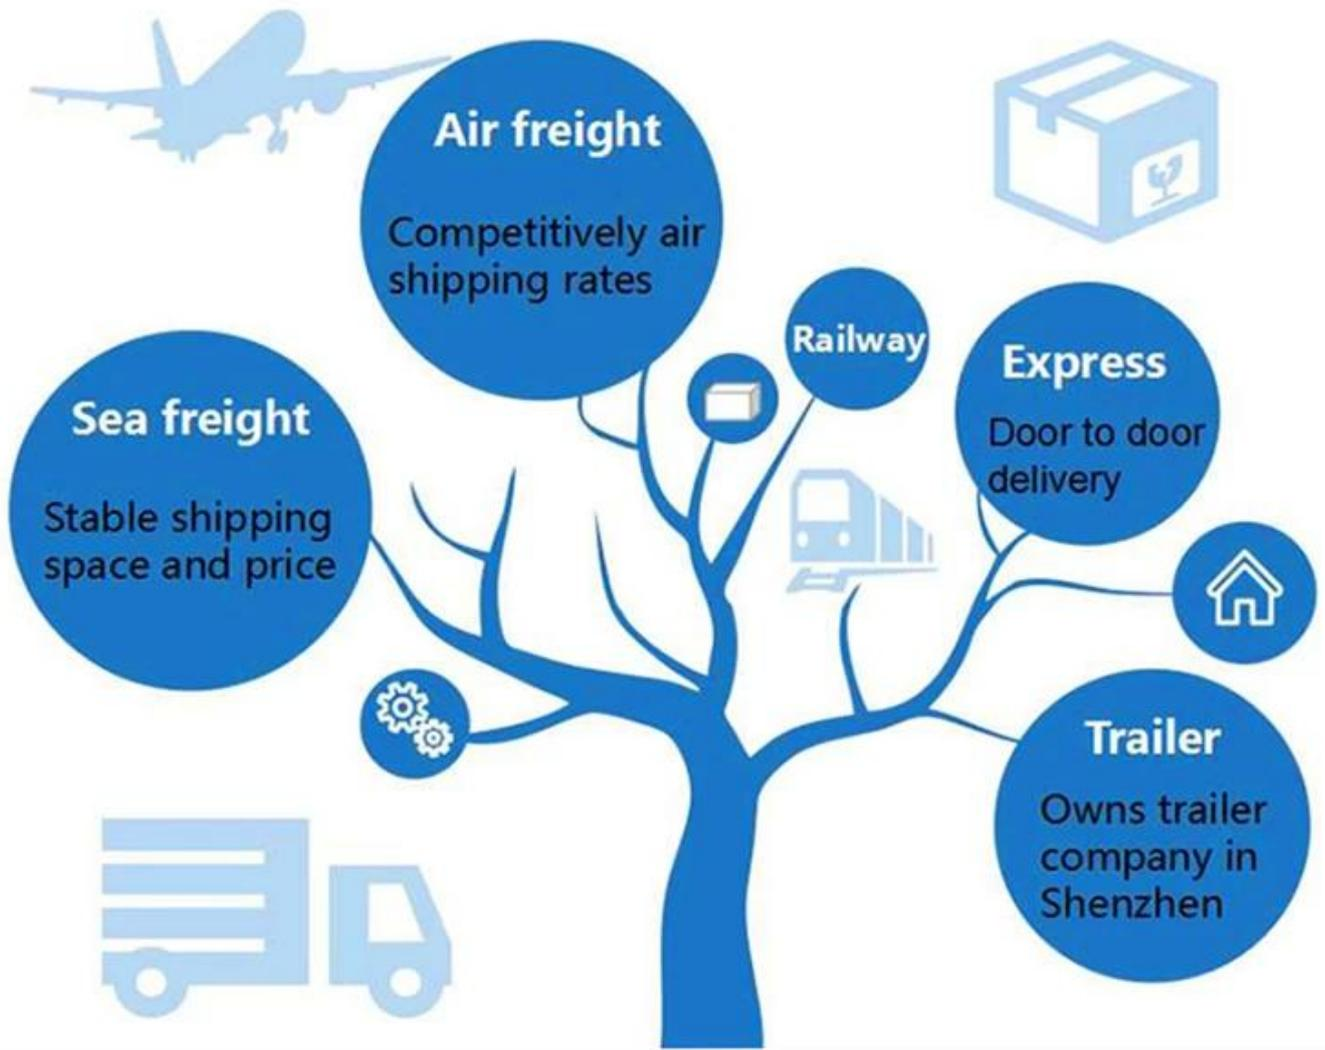 Air freight
Competitively air
shipping rates
Railway
Express
Door to door
delivery
Sea freight
Stable shipping
space and price
Trailer
Owns trailer
company in
Shenzhen